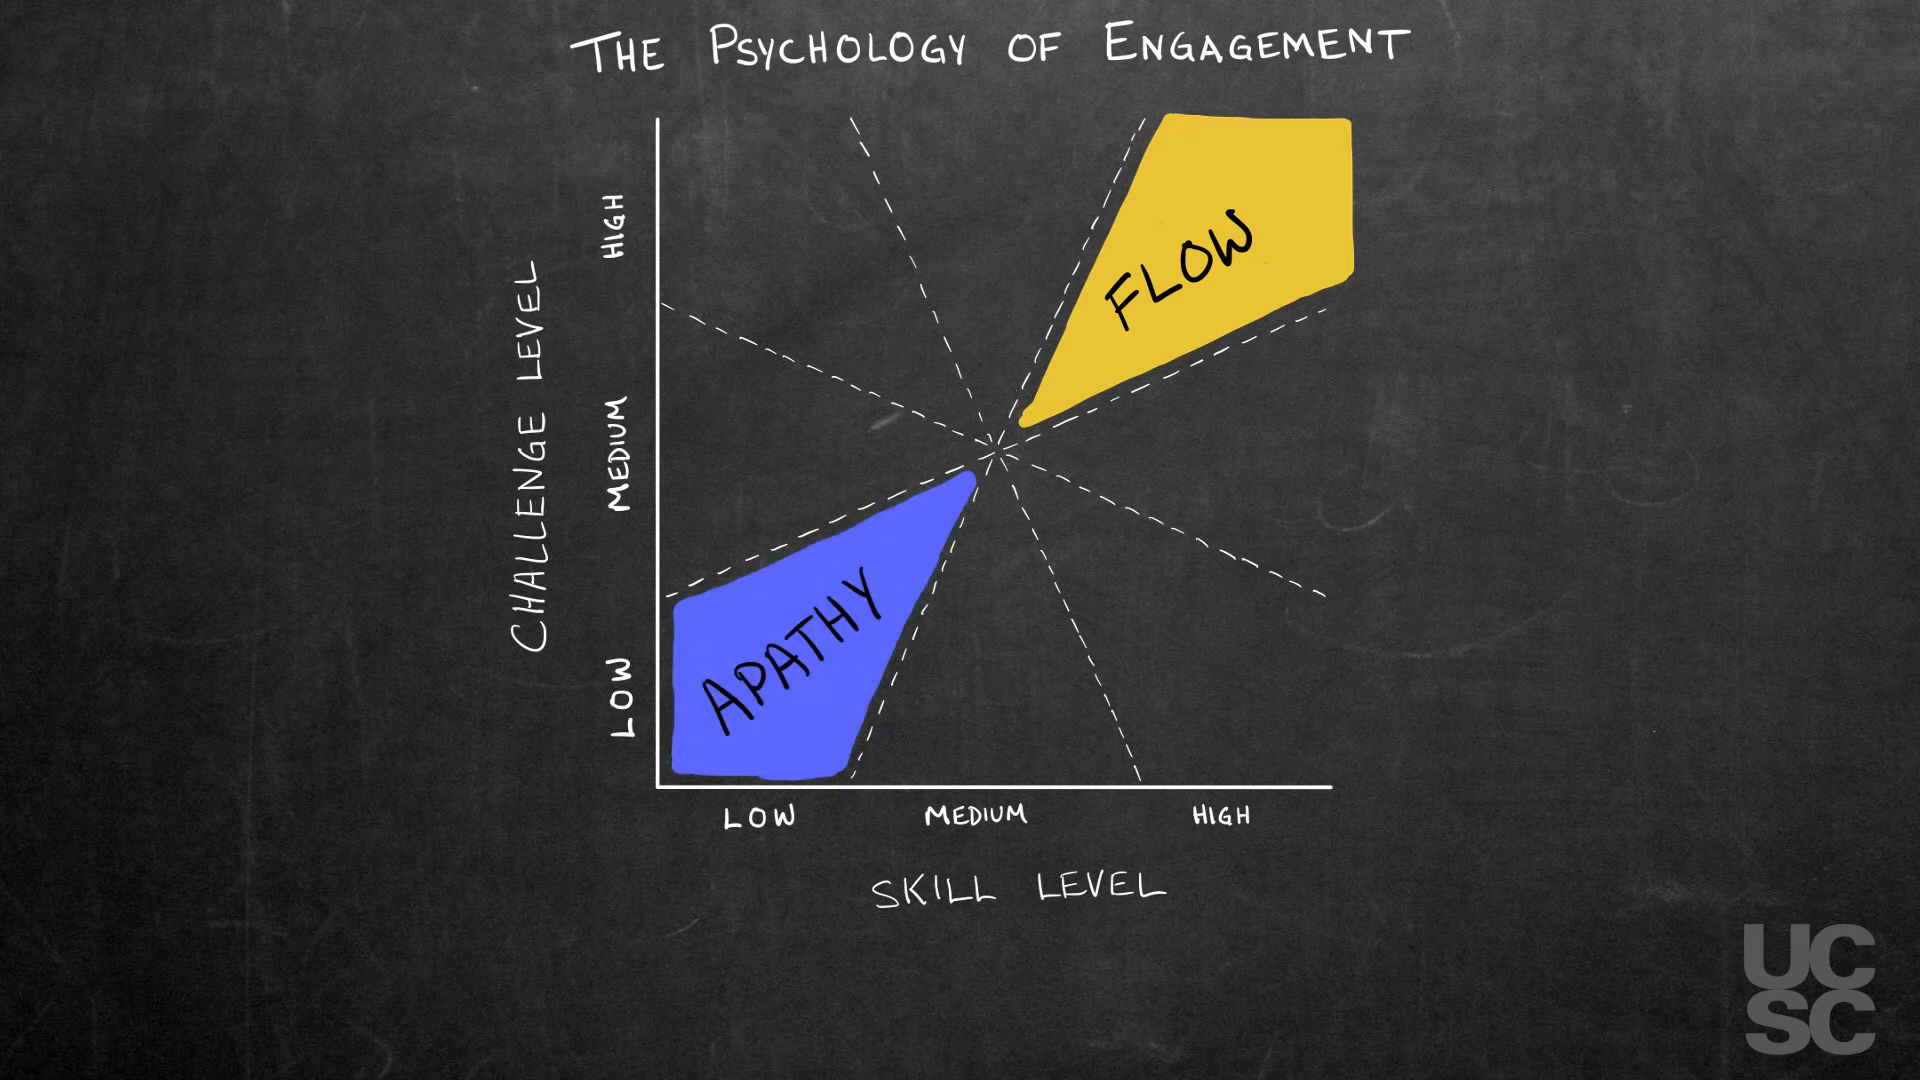 THE PSYCHOLOGY OF ENGAGEMENT
CHALLENGE LEVEL
HIGH
MEDIUM
LOW
FLOW
APATHY
LOW MEDIUM HIGH
SKILL LEVEL
UC
SC